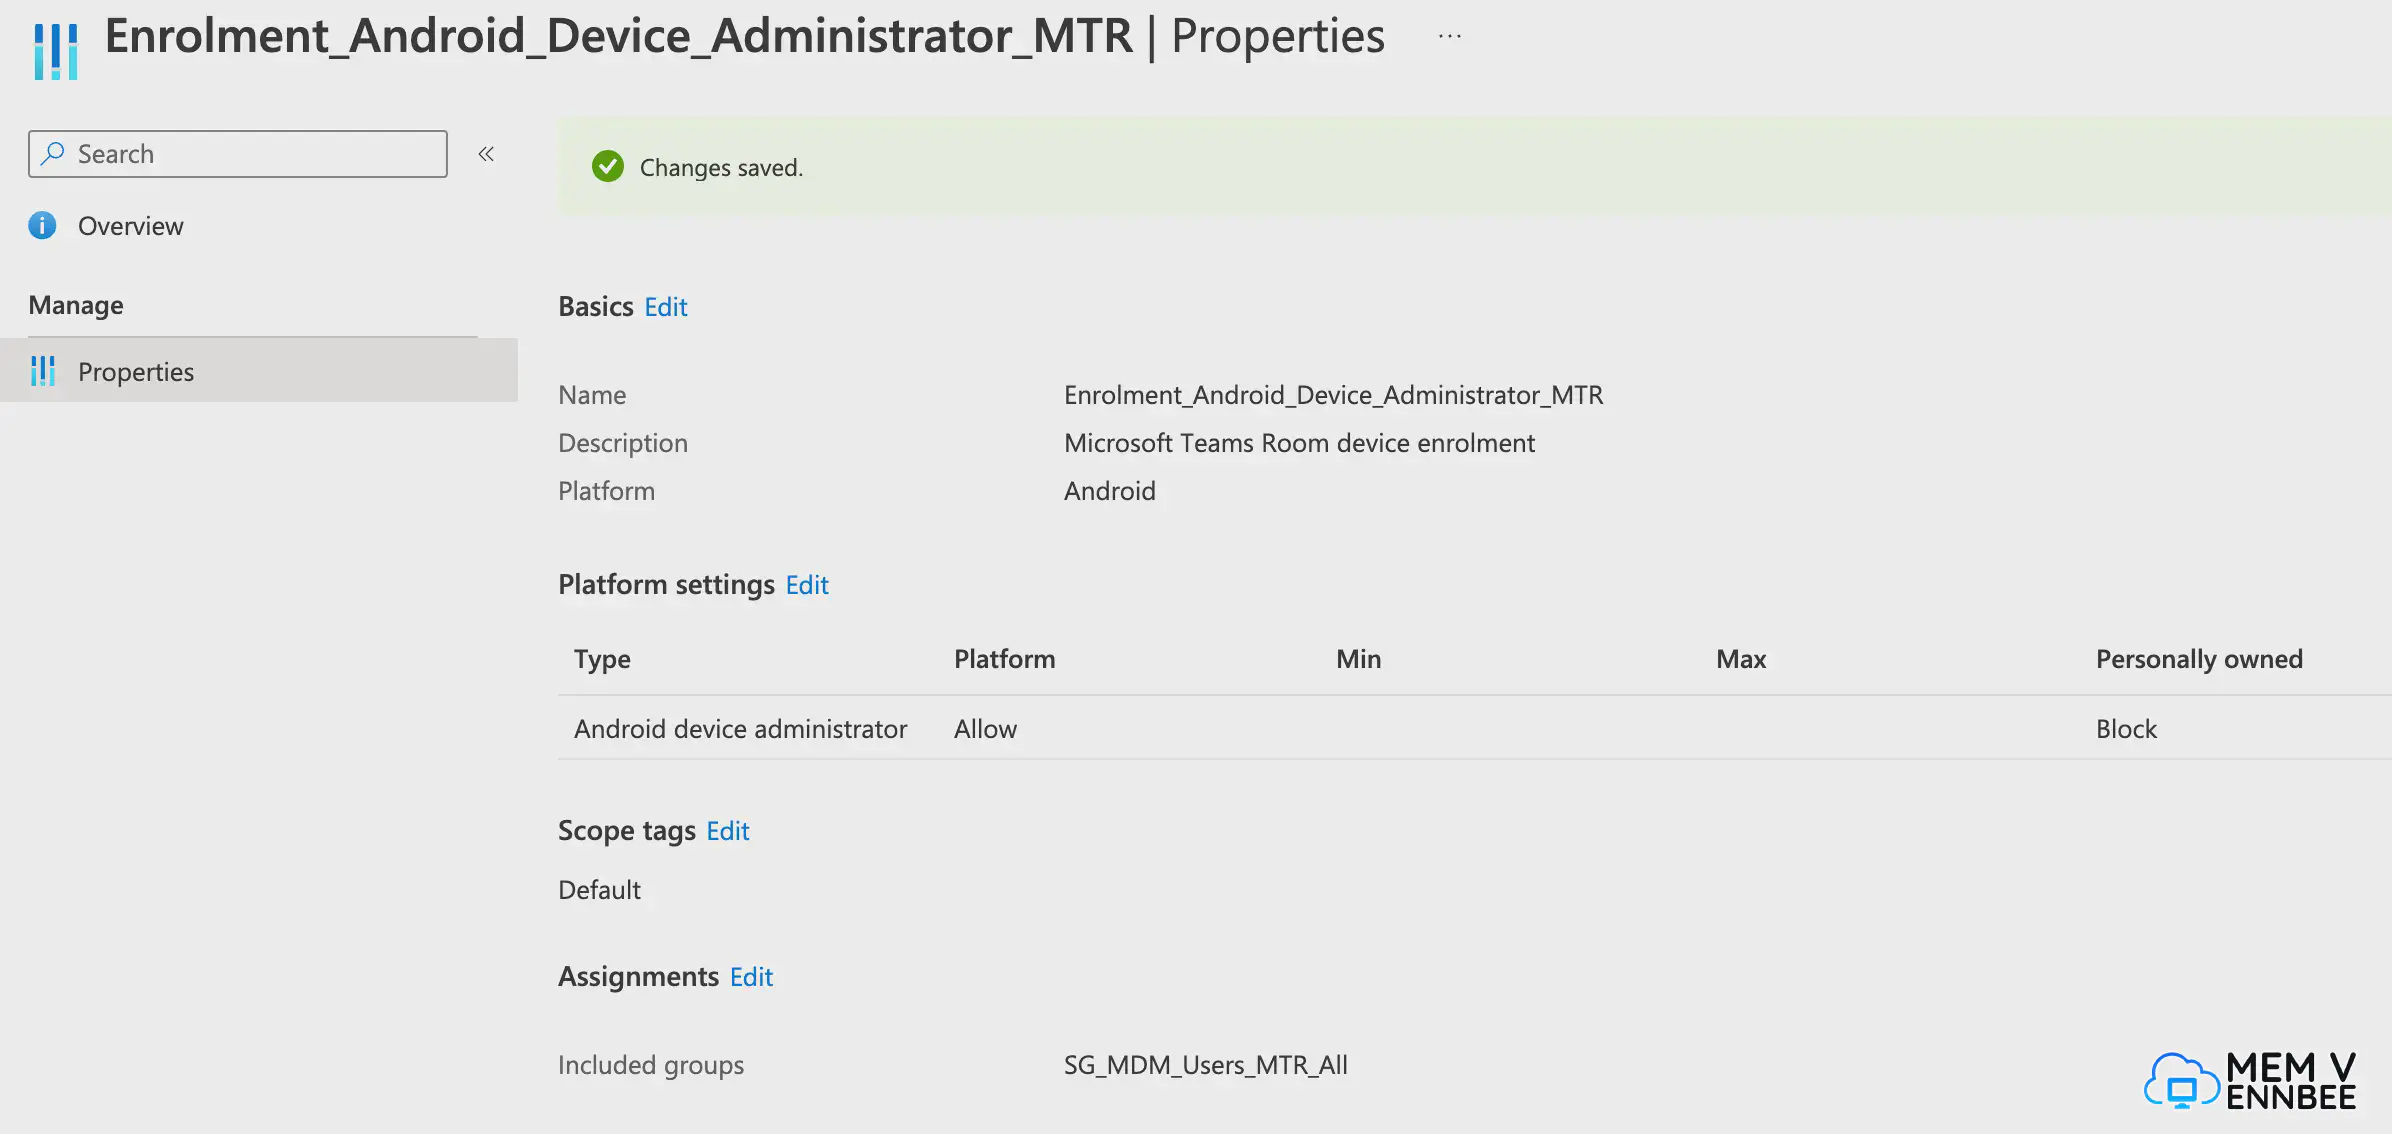 Enrolment_Android_Device_Administrator_MTR | Properties ...
Search
Overview
Manage
Properties
Changes saved.
Basics Edit
Name Enrolment_Android_Device_Administrator_MTR
Description Microsoft Teams Room device enrolment
Platform Android
Platform settings Edit
Type Platform Min Max Personally owned
Android device administrator Allow Block
Scope tags Edit
Default
Assignments Edit
Included groups SG_MDM_Users_MTR_All
MEM V
ENNBEE